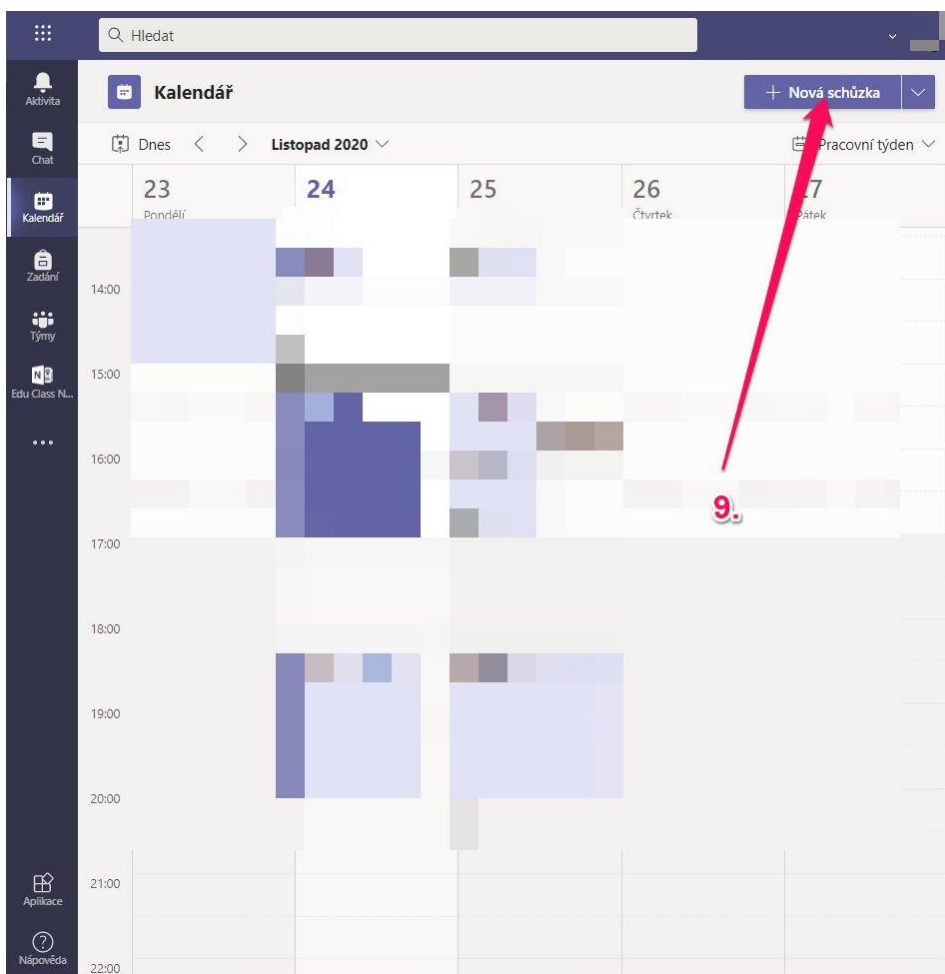 Hledat
Aktivita
Kalendář
+ Nová schůzka
Chat
Dnes < > Listopad 2020
Pracovní týden
Kalendář
23
24
25
26
27
Pondělí
Čtvrtek
Pátek
Zadání
14:00
Týmy
15:00
Edu Class N...
16:00
9.
17:00
18:00
19:00
20:00
21:00
Aplikace
22:00
Nápověda